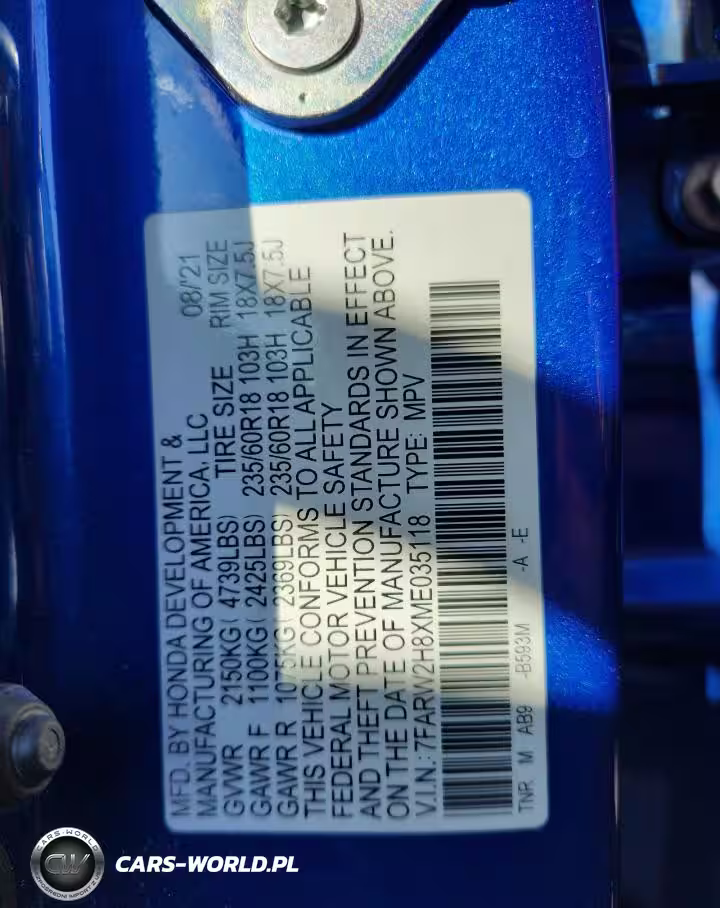 MFD. BY HONDA DEVELOPMENT &
MANUFACTURING OF AMERICA, LLC 08/'21
GVWR 2150KG( 4739LBS) TIRE SIZE RIM SIZE
GAWR F 1100KG( 2425LBS) 235/60R18 103H 18X7.5J
GAWR R 1075KG( 2369LBS) 235/60R18 103H 18X7.5J
THIS VEHICLE CONFORMS TO ALL APPLICABLE
FEDERAL MOTOR VEHICLE SAFETY
AND THEFT PREVENTION STANDARDS IN EFFECT
ON THE DATE OF MANUFACTURE SHOWN ABOVE.
V.I.N.: 7FARW2H8XME035118 TYPE: MPV
TNR M AB9 -B593M -A -E
CARS-WORLD
CW
CARS-WORLD.PL